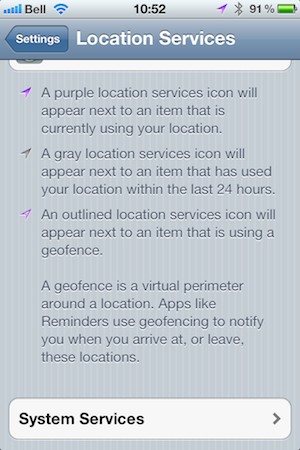 Bell 10:52 91 %
Settings Location Services
A purple location services icon will
appear next to an item that is
currently using your location.
A gray location services icon will
appear next to an item that has used
your location within the last 24 hours.
An outlined location services icon will
appear next to an item that is using a
geofence.
A geofence is a virtual perimeter
around a location. Apps like
Reminders use geofencing to notify
you when you arrive at, or leave,
these locations.
System Services